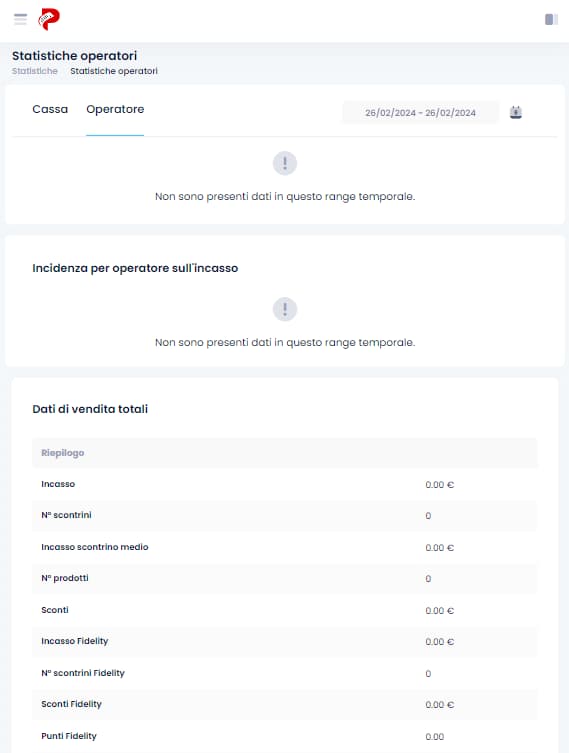 Statistiche operatori
Statistiche Statistiche operatori
Cassa Operatore 26/02/2024 - 26/02/2024
Non sono presenti dati in questo range temporale.
Incidenza per operatore sull'incasso
Non sono presenti dati in questo range temporale.
Dati di vendita totali
Riepilogo
Incasso 0.00 €
N° scontrini 0
Incasso scontrino medio 0.00 €
N° prodotti 0
Sconti 0.00 €
Incasso Fidelity 0.00 €
N° scontrini Fidelity 0
Sconti Fidelity 0.00 €
Punti Fidelity 0.00